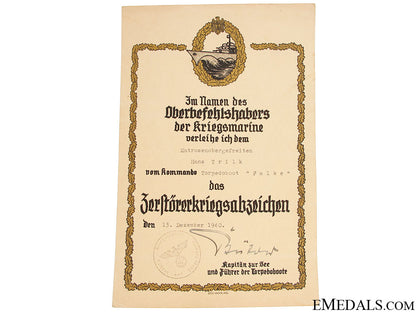 Im Namen des
Oberbefehlshabers
der Kriegsmarine
verleihe ich dem
Matrosenobergefreiten
Hans Trilk
vom Kommando Torpedoboot "Falke"
das
Zerstörerkriegsabzeichen
Den 13. Dezember 1940.
Kapitän zur See
und Führer der Torpedoboote
EMEDALS.COM